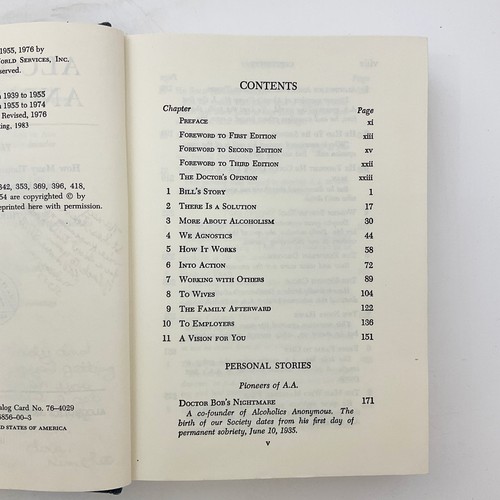 1955, 1976 by
WORLD SERVICES, INC.
1939 to 1955
1955 to 1974
Revised, 1976
1983
342, 353, 369, 396, 418,
54 are copyrighted © by
reprinted here with permission.
Card No. 76-4029
6856-00-3
STATES OF AMERICA
CONTENTS
Chapter Page
PREFACE xi
FOREWORD TO FIRST EDITION xiii
FOREWORD TO SECOND EDITION xv
FOREWORD TO THIRD EDITION xxii
THE DOCTOR'S OPINION xxiii
1 BILL'S STORY 1
2 THERE IS A SOLUTION 17
3 MORE ABOUT ALCOHOLISM 30
4 WE AGNOSTICS 44
5 HOW IT WORKS 58
6 INTO ACTION 72
7 WORKING WITH OTHERS 89
8 TO WIVES 104
9 THE FAMILY AFTERWARD 122
10 TO EMPLOYERS 136
11 A VISION FOR YOU 151
PERSONAL STORIES
Pioneers of A.A.
DOCTOR BOB'S NIGHTMARE 171
A co-founder of Alcoholics Anonymous. The
birth of our Society dates from his first day of
permanent sobriety, June 10, 1935.
v